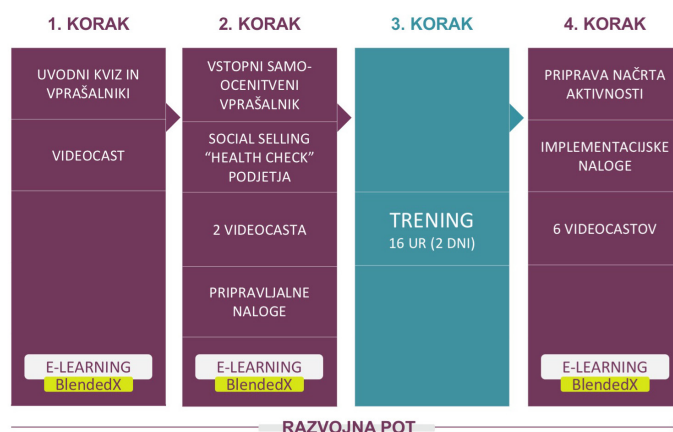 1. KORAK
UVODNI KVIZ IN
VPRAŠALNIKI
VIDEOCAST
E-LEARNING
BlendedX
2. KORAK
VSTOPNI SAMO-
OCENITVENI
VPRAŠALNIK
SOCIAL SELLING
“HEALTH CHECK”
PODJETJA
2 VIDEOCASTA
PRIPRAVLJALNE
NALOGE
E-LEARNING
BlendedX
3. KORAK
TRENING
16 UR (2 DNI)
4. KORAK
PRIPRAVA NAČRTA
AKTIVNOSTI
IMPLEMENTACIJSKE
NALOGE
6 VIDEOCASTOV
E-LEARNING
BlendedX
RAZVOJNA POT